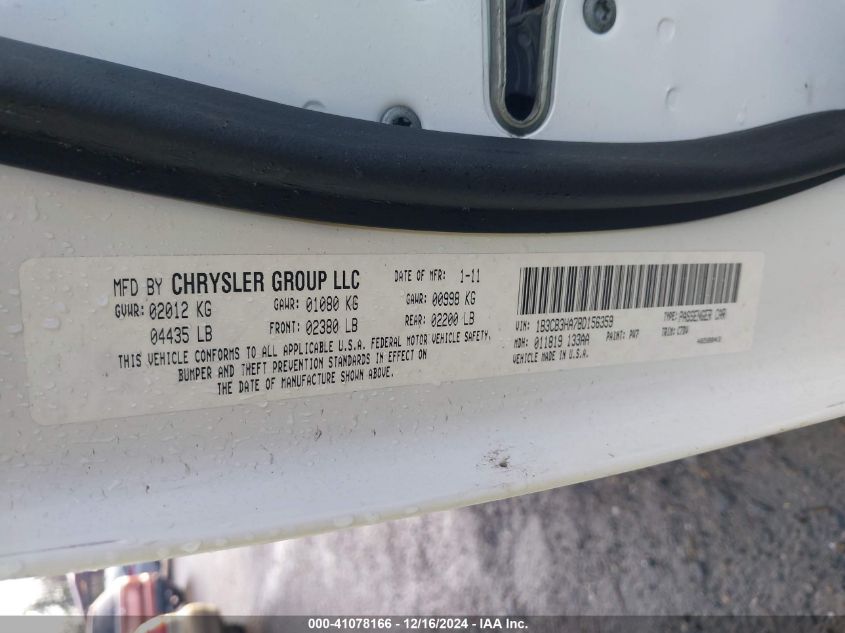 MFD BY CHRYSLER GROUP LLC DATE OF MFR: 1-11
GVWR: 02012 KG GAWR: 01080 KG GAWR: 00998 KG
04435 LB FRONT: 02380 LB REAR: 02200 LB
THIS VEHICLE CONFORMS TO ALL APPLICABLE U.S.A. FEDERAL MOTOR VEHICLE SAFETY,
BUMPER AND THEFT PREVENTION STANDARDS IN EFFECT ON
THE DATE OF MANUFACTURE SHOWN ABOVE.
VIN: 1B3CB3HA7BD156359 TYPE: PASSENGER CAR
MDH: 011819 133AA PAINT: PW7 TRIM: C7DV
VEHICLE MADE IN U.S.A.
000-41078166 - 12/16/2024 - IAAI Inc.